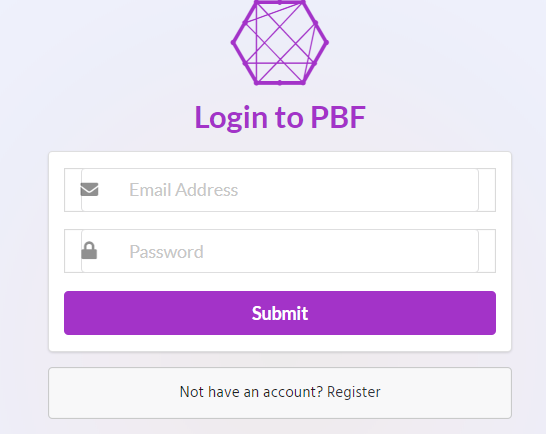 Login to PBF
Email Address
Password
Submit
Not have an account? Register